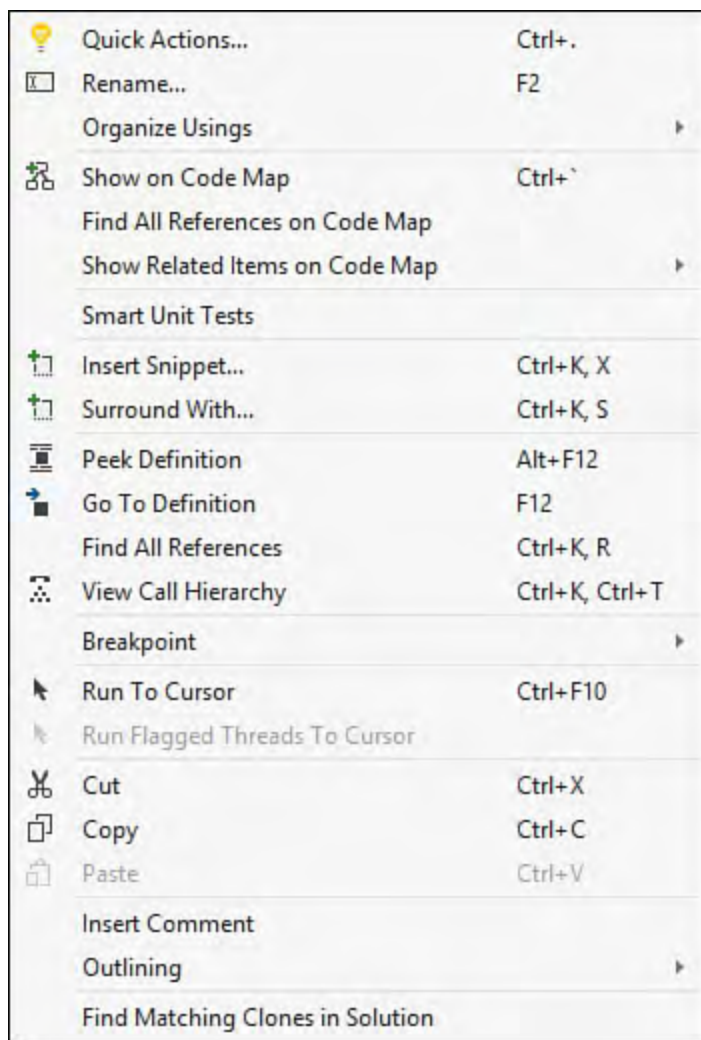 Quick Actions... Ctrl+.
Rename... F2
Organize Usings
Show on Code Map Ctrl+`
Find All References on Code Map
Show Related Items on Code Map
Smart Unit Tests
Insert Snippet... Ctrl+K, X
Surround With... Ctrl+K, S
Peek Definition Alt+F12
Go To Definition F12
Find All References Ctrl+K, R
View Call Hierarchy Ctrl+K, Ctrl+T
Breakpoint
Run To Cursor Ctrl+F10
Run Flagged Threads To Cursor
Cut Ctrl+X
Copy Ctrl+C
Paste Ctrl+V
Insert Comment
Outlining
Find Matching Clones in Solution